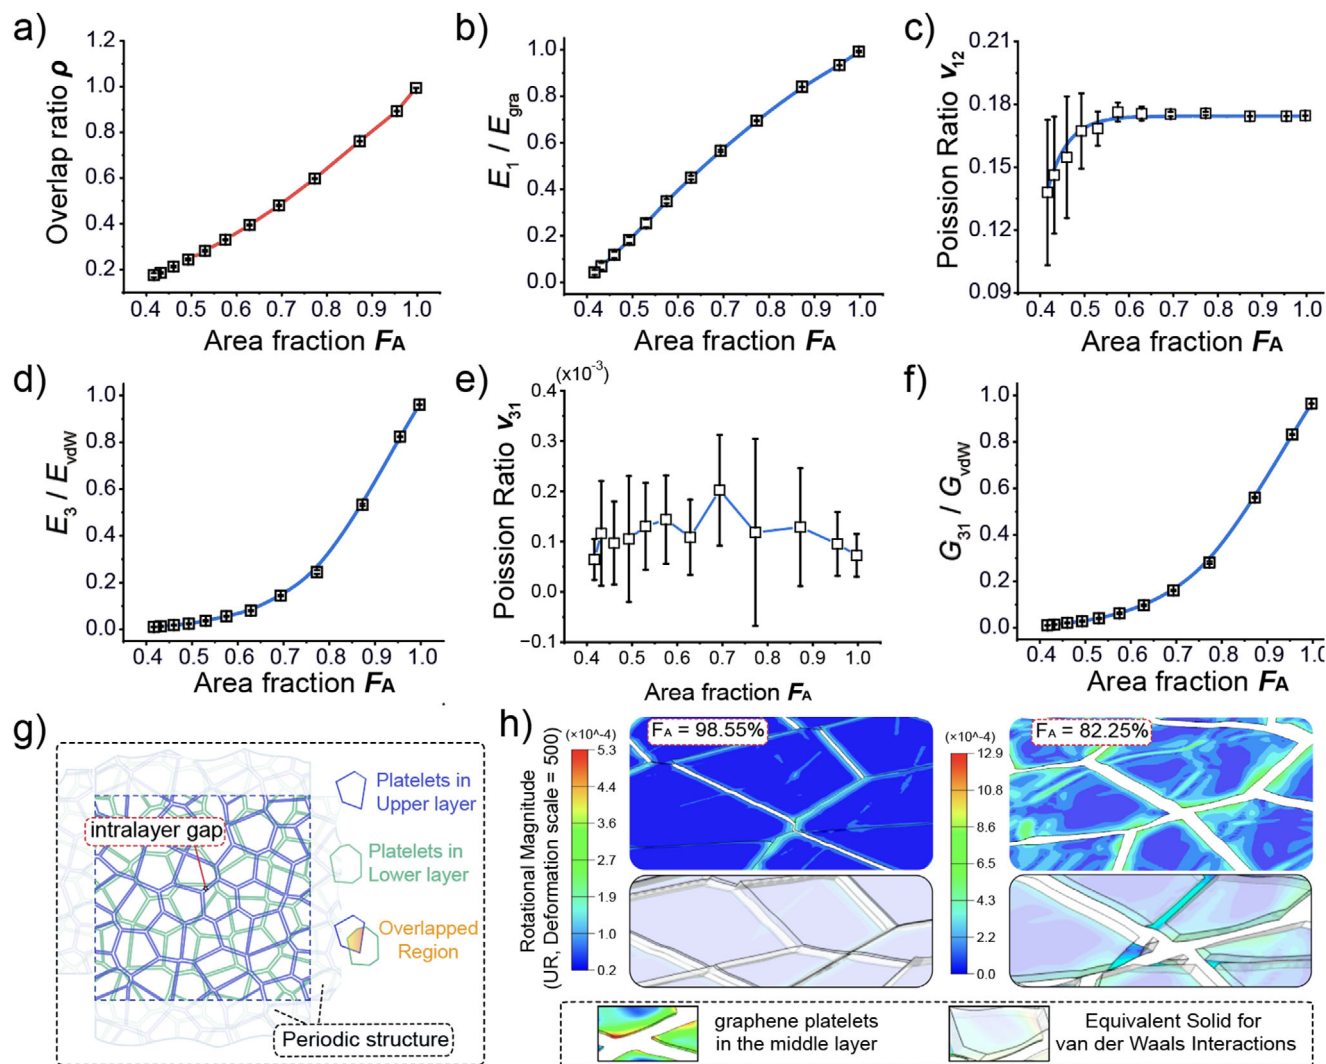 a)
Overlap ratio ρ
1.2
1.0
0.8
0.6
0.4
0.2
0.4 0.5 0.6 0.7 0.8 0.9 1.0
Area fraction FA
b)
E1 / Egra
1.0
0.8
0.6
0.4
0.2
0.0
0.4 0.5 0.6 0.7 0.8 0.9 1.0
Area fraction FA
c)
Poission Ratio v12
0.21
0.18
0.15
0.12
0.09
0.4 0.5 0.6 0.7 0.8 0.9 1.0
Area fraction FA
d)
E3 / EvdW
1.0
0.8
0.6
0.4
0.2
0.0
0.4 0.5 0.6 0.7 0.8 0.9 1.0
Area fraction FA
e)
(x10^-3)
Poission Ratio v31
0.4
0.3
0.2
0.1
0.0
−0.1
0.4 0.5 0.6 0.7 0.8 0.9 1.0
Area fraction FA
f)
G31 / GvdW
1.0
0.8
0.6
0.4
0.2
0.0
0.4 0.5 0.6 0.7 0.8 0.9 1.0
Area fraction FA
g)
intralayer gap
Platelets in
Upper layer
Platelets in
Lower layer
Overlapped
Region
Periodic structure
h)
Rotational Magnitude
(UR, Deformation scale = 500)
(×10^-4)
5.3
4.4
3.6
2.7
1.9
1.0
0.2
FA = 98.55%
(×10^-4)
12.9
10.8
8.6
6.5
4.3
2.2
0.0
FA = 82.25%
graphene platelets
in the middle layer
Equivalent Solid for
van der Waals Interactions